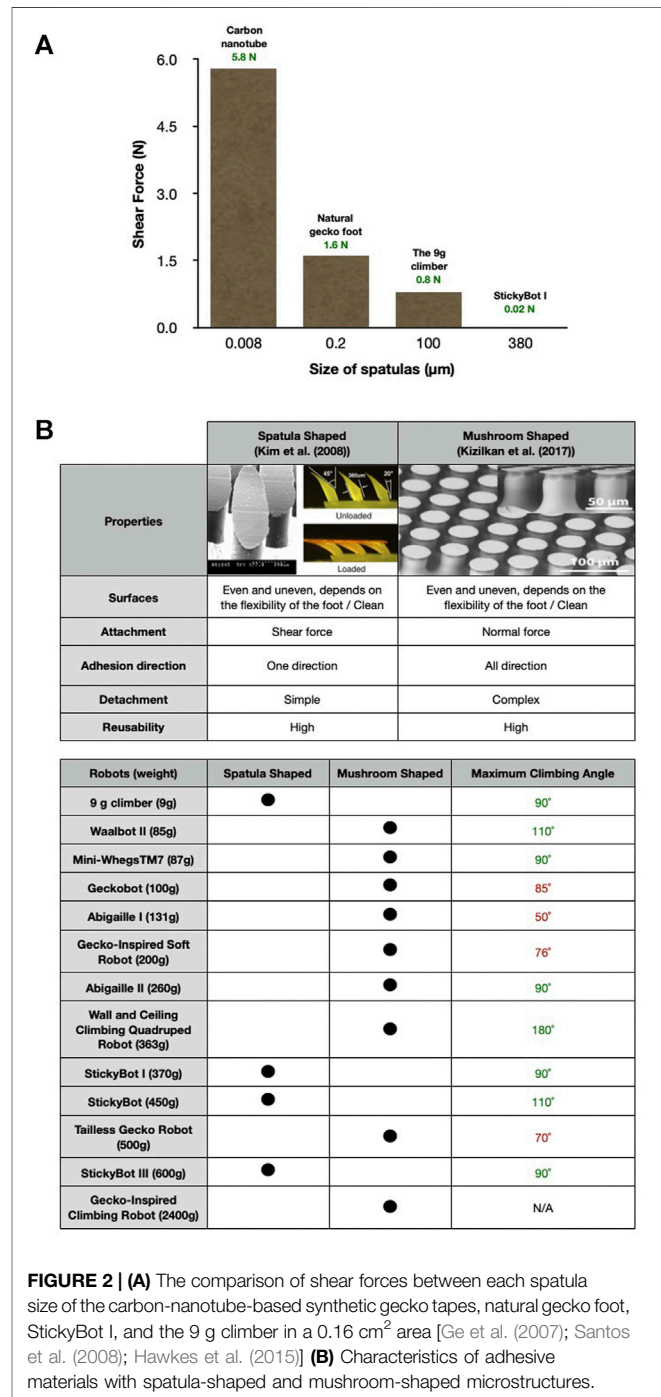 A
Carbon
nanotube
5.8 N
6.0
4.5
3.0
1.5
0.0
Shear Force (N)
Natural
gecko foot
1.6 N
The 9g
climber
0.8 N
StickyBot I
0.02 N
0.008 0.2 100 380
Size of spatulas (µm)
B
Spatula Shaped
(Kim et al. (2008))
Mushroom Shaped
(Kizilkan et al. (2017))
Properties
45° 380um 20°
Unloaded
Loaded
50 µm
100 µm
Surfaces
Even and uneven, depends on
the flexibility of the foot / Clean
Even and uneven, depends on the
flexibility of the foot / Clean
Attachment Shear force Normal force
Adhesion direction One direction All direction
Detachment Simple Complex
Reusability High High
Robots (weight) Spatula Shaped Mushroom Shaped Maximum Climbing Angle
9 g climber (9g) 90°
Waalbot II (85g) 110°
Mini-WhegsTM7 (87g) 90°
Geckobot (100g) 85°
Abigaille I (131g) 50°
Gecko-Inspired Soft
Robot (200g)
76°
Abigaille II (260g) 90°
Wall and Ceiling
Climbing Quadruped
Robot (363g)
180°
StickyBot I (370g) 90°
StickyBot (450g) 110°
Tailless Gecko Robot
(500g)
70°
StickyBot III (600g) 90°
Gecko-Inspired
Climbing Robot (2400g)
N/A
FIGURE 2 | (A) The comparison of shear forces between each spatula
size of the carbon-nanotube-based synthetic gecko tapes, natural gecko foot,
StickyBot I, and the 9 g climber in a 0.16 cm² area [Ge et al. (2007); Santos
et al. (2008); Hawkes et al. (2015)] (B) Characteristics of adhesive
materials with spatula-shaped and mushroom-shaped microstructures.